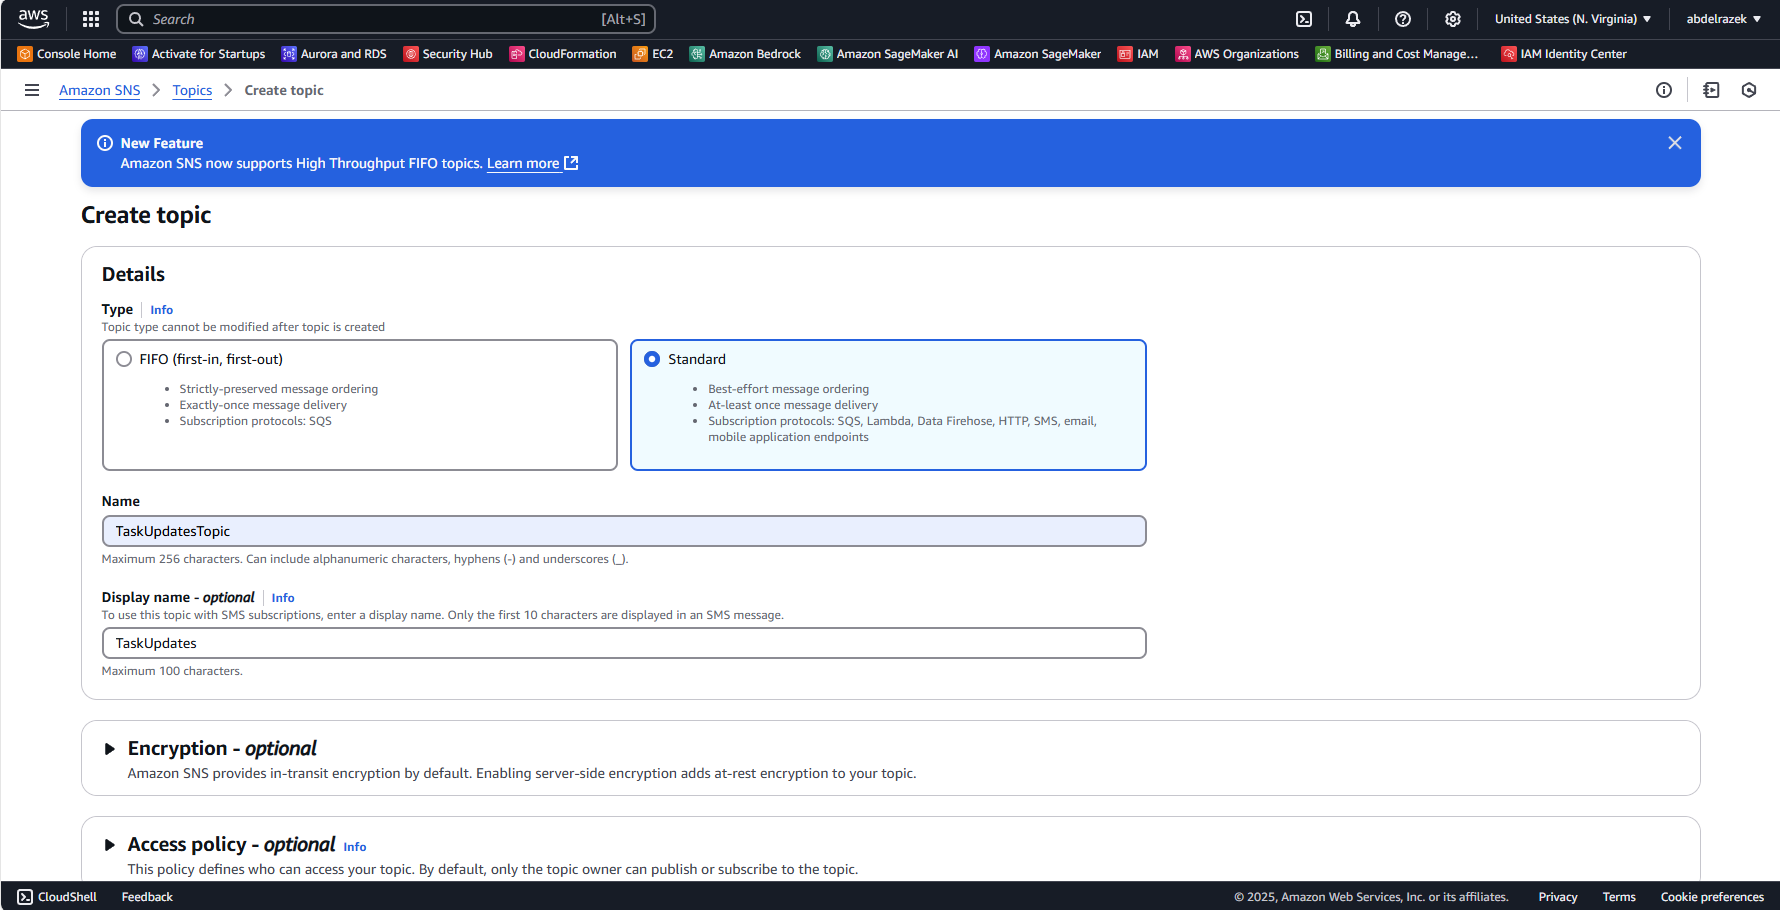 aws
Search [Alt+S]
United States (N. Virginia)
abdelrazek
Console Home
Activate for Startups
Aurora and RDS
Security Hub
CloudFormation
EC2
Amazon Bedrock
Amazon SageMaker AI
Amazon SageMaker
IAM
AWS Organizations
Billing and Cost Manage...
IAM Identity Center
Amazon SNS > Topics > Create topic
New Feature
Amazon SNS now supports High Throughput FIFO topics. Learn more
Create topic
Details
Type Info
Topic type cannot be modified after topic is created
FIFO (first-in, first-out)
• Strictly-preserved message ordering
• Exactly-once message delivery
• Subscription protocols: SQS
Standard
• Best-effort message ordering
• At-least once message delivery
• Subscription protocols: SQS, Lambda, Data Firehose, HTTP, SMS, email,
mobile application endpoints
Name
TaskUpdatesTopic
Maximum 256 characters. Can include alphanumeric characters, hyphens (-) and underscores (_).
Display name - optional Info
To use this topic with SMS subscriptions, enter a display name. Only the first 10 characters are displayed in an SMS message.
TaskUpdates
Maximum 100 characters.
Encryption - optional
Amazon SNS provides in-transit encryption by default. Enabling server-side encryption adds at-rest encryption to your topic.
Access policy - optional Info
This policy defines who can access your topic. By default, only the topic owner can publish or subscribe to the topic.
CloudShell
Feedback
© 2025, Amazon Web Services, Inc. or its affiliates.
Privacy
Terms
Cookie preferences